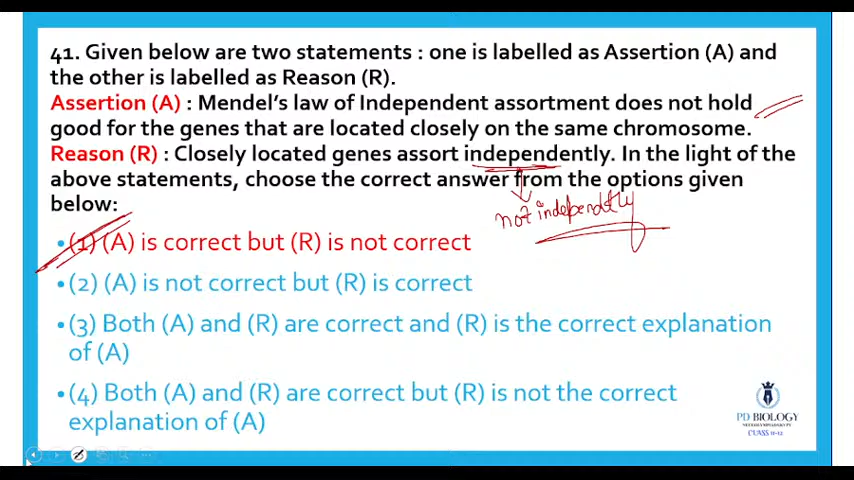 41. Given below are two statements : one is labelled as Assertion (A) and
the other is labelled as Reason (R).
Assertion (A) : Mendel's law of Independent assortment does not hold
good for the genes that are located closely on the same chromosome.
Reason (R) : Closely located genes assort independently. In the light of the
above statements, choose the correct answer from the options given
below:
not independtly
•(1) (A) is correct but (R) is not correct
•(2) (A) is not correct but (R) is correct
•(3) Both (A) and (R) are correct and (R) is the correct explanation
of (A)
•(4) Both (A) and (R) are correct but (R) is not the correct
explanation of (A)
PD BIOLOGY
CLASS 11-12